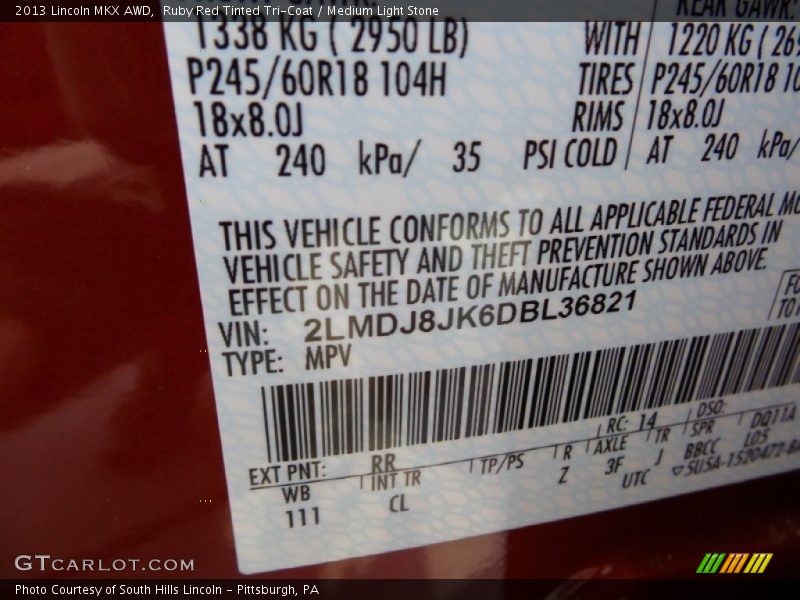 2013 Lincoln MKX AWD, Ruby Red Tinted Tri-Coat / Medium Light Stone
REAR GAWR:
1338 KG ( 2950 LB) WITH 1220 KG (
P245/60R18 104H TIRES P245/60R18
18x8.0J RIMS 18x8.0J
AT 240 kPa/ 35 PSI COLD AT 240 kPa/
THIS VEHICLE CONFORMS TO ALL APPLICABLE FEDERAL
VEHICLE SAFETY AND THEFT PREVENTION STANDARDS IN
EFFECT ON THE DATE OF MANUFACTURE SHOWN ABOVE.
VIN: 2LMDJ8JK6DBL36821
TYPE: MPV
EXT PNT: RR RC: 14 DSO:
WB INT TR TP/PS R AXLE TR SPR DQ11A
111 CL Z 3F J BBCC LOS
UTC
GTCARLOT.COM
Photo Courtesy of South Hills Lincoln - Pittsburgh, PA